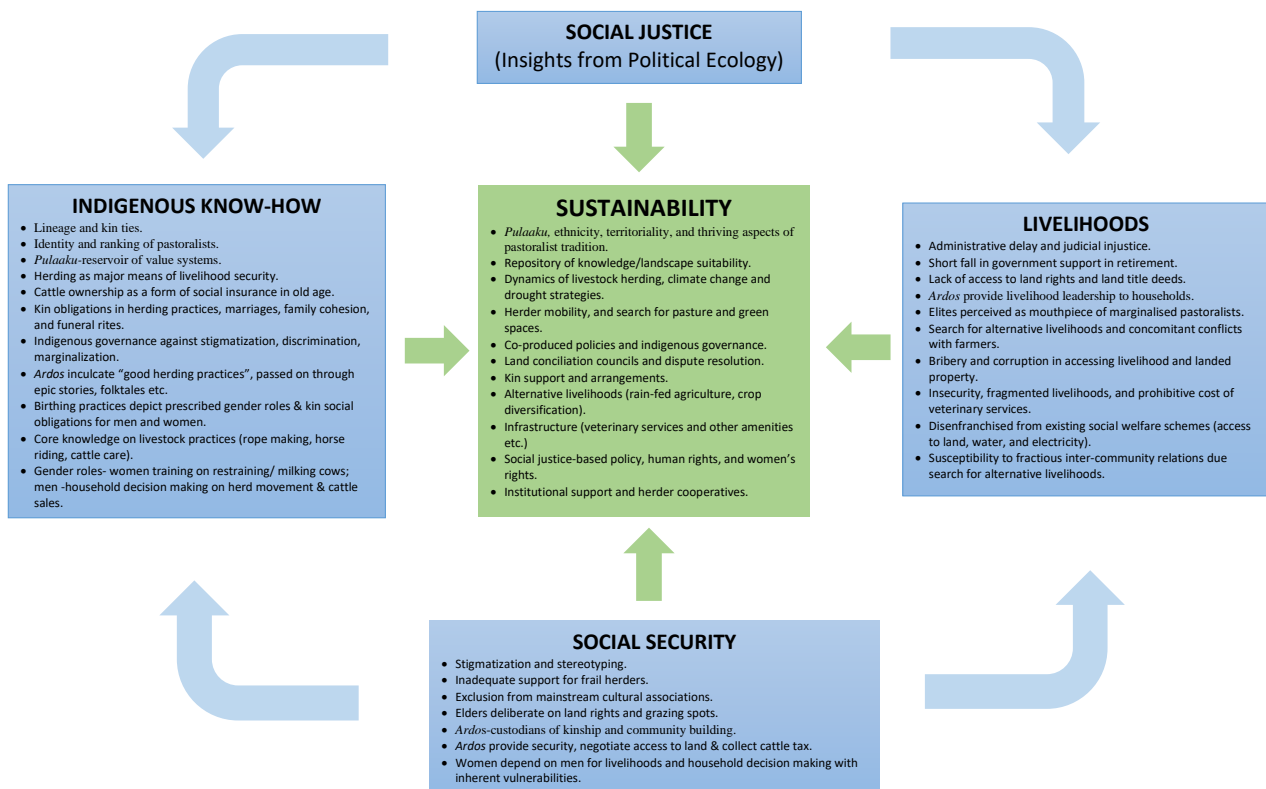 SOCIAL JUSTICE
(Insights from Political Ecology)
INDIGENOUS KNOW-HOW
• Lineage and kin ties.
• Identity and ranking of pastoralists.
• Pulaaku-reservoir of value systems.
• Herding as major means of livelihood security.
• Cattle ownership as a form of social insurance in old age.
• Kin obligations in herding practices, marriages, family cohesion,
and funeral rites.
• Indigenous governance against stigmatization, discrimination,
marginalization.
• Ardos inculcate “good herding practices”, passed on through
epic stories, folktales etc.
• Birthing practices depict prescribed gender roles & kin social
obligations for men and women.
• Core knowledge on livestock practices (rope making, horse
riding, cattle care).
• Gender roles- women training on restraining/ milking cows;
men -household decision making on herd movement & cattle
sales.
SUSTAINABILITY
• Pulaaku, ethnicity, territoriality, and thriving aspects of
pastoralist tradition.
• Repository of knowledge/landscape suitability.
• Dynamics of livestock herding, climate change and
drought strategies.
• Herder mobility, and search for pasture and green
spaces.
• Co-produced policies and indigenous governance.
• Land conciliation councils and dispute resolution.
• Kin support and arrangements.
• Alternative livelihoods (rain-fed agriculture, crop
diversification).
• Infrastructure (veterinary services and other amenities
etc.)
• Social justice-based policy, human rights, and women’s
rights.
• Institutional support and herder cooperatives.
LIVELIHOODS
• Administrative delay and judicial injustice.
• Short fall in government support in retirement.
• Lack of access to land rights and land title deeds.
• Ardos provide livelihood leadership to households.
• Elites perceived as mouthpiece of marginalised pastoralists.
• Search for alternative livelihoods and concomitant conflicts
with farmers.
• Bribery and corruption in accessing livelihood and landed
property.
• Insecurity, fragmented livelihoods, and prohibitive cost of
veterinary services.
• Disenfranchised from existing social welfare schemes (access
to land, water, and electricity).
• Susceptibility to fractious inter-community relations due
search for alternative livelihoods.
SOCIAL SECURITY
• Stigmatization and stereotyping.
• Inadequate support for frail herders.
• Exclusion from mainstream cultural associations.
• Elders deliberate on land rights and grazing spots.
• Ardos-custodians of kinship and community building.
• Ardos provide security, negotiate access to land & collect cattle tax.
• Women depend on men for livelihoods and household decision making with
inherent vulnerabilities.